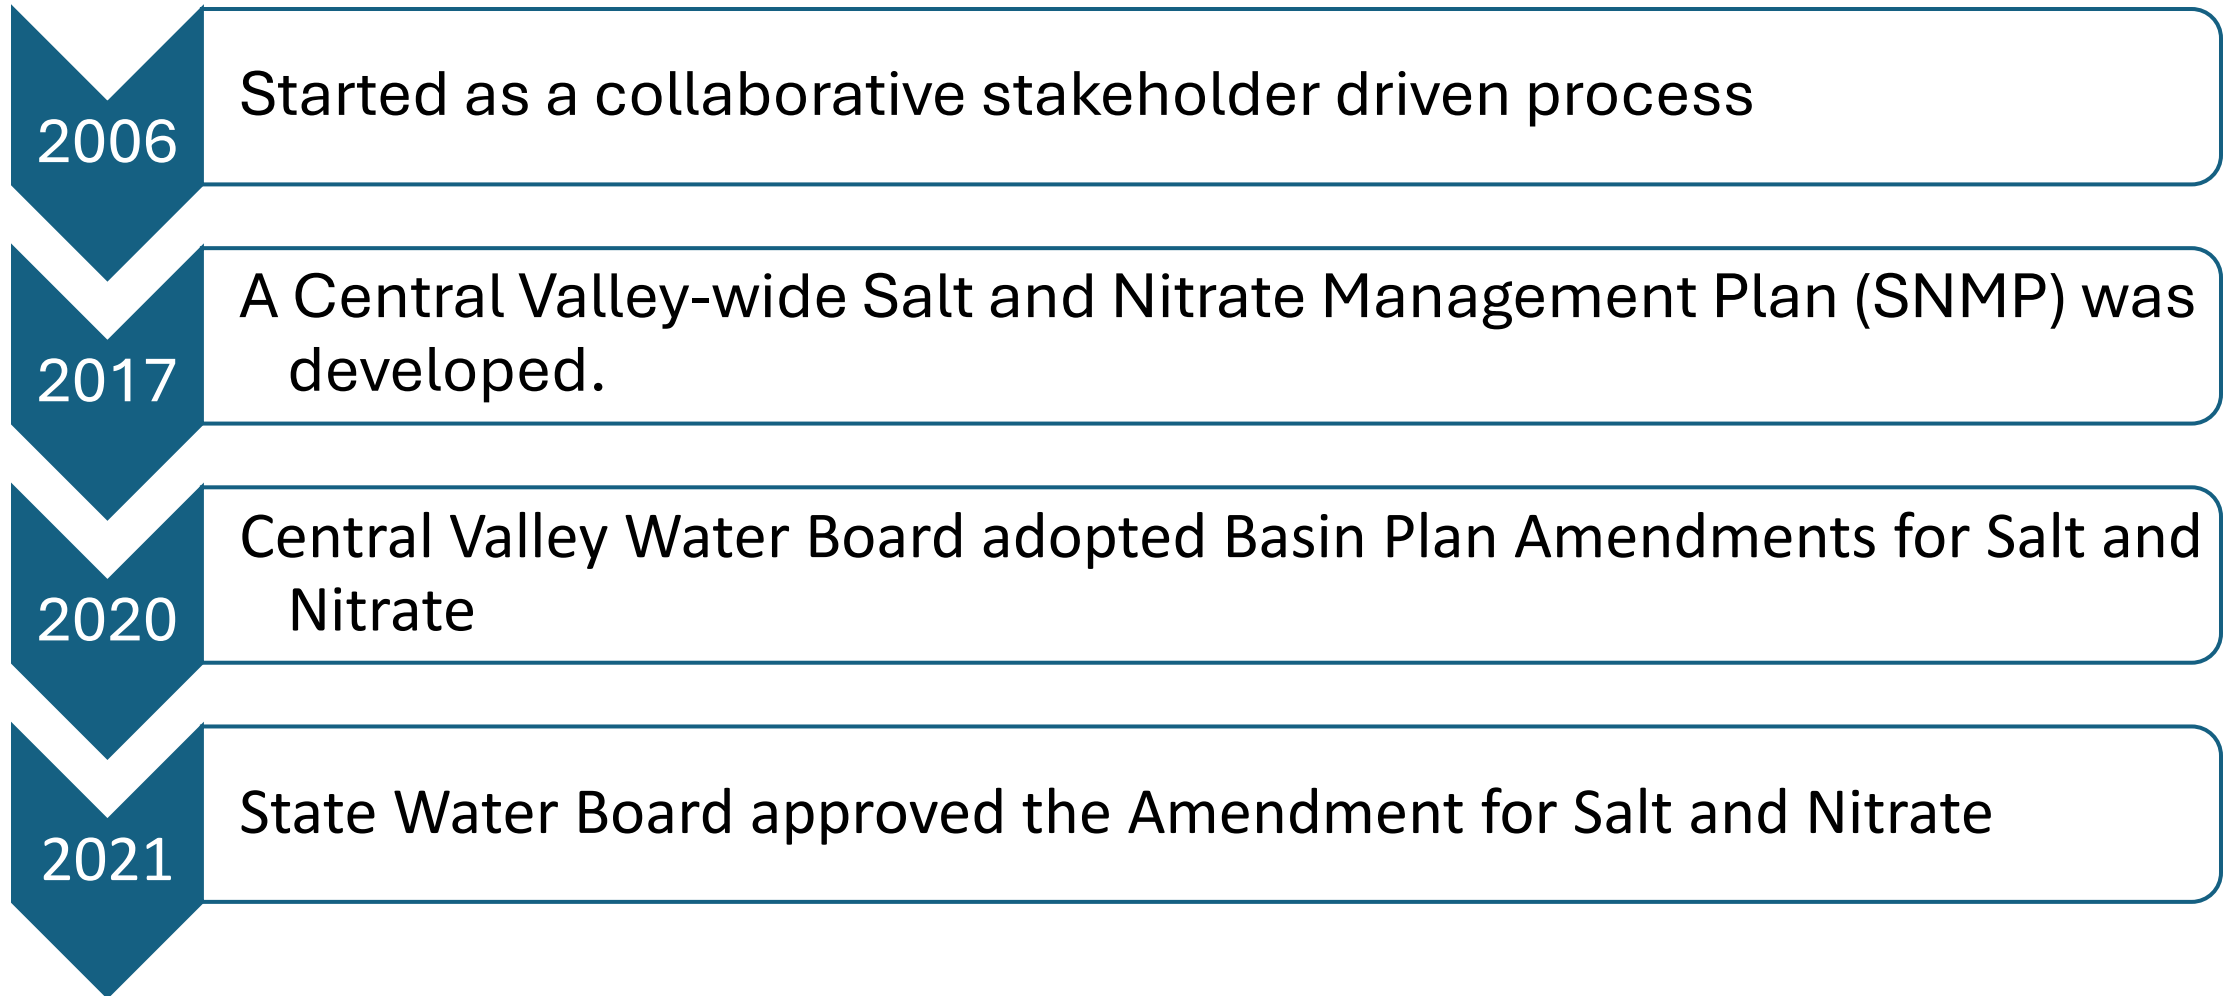 2006
Started as a collaborative stakeholder driven process
2017
A Central Valley-wide Salt and Nitrate Management Plan (SNMP) was
developed.
2020
Central Valley Water Board adopted Basin Plan Amendments for Salt and
Nitrate
2021
State Water Board approved the Amendment for Salt and Nitrate